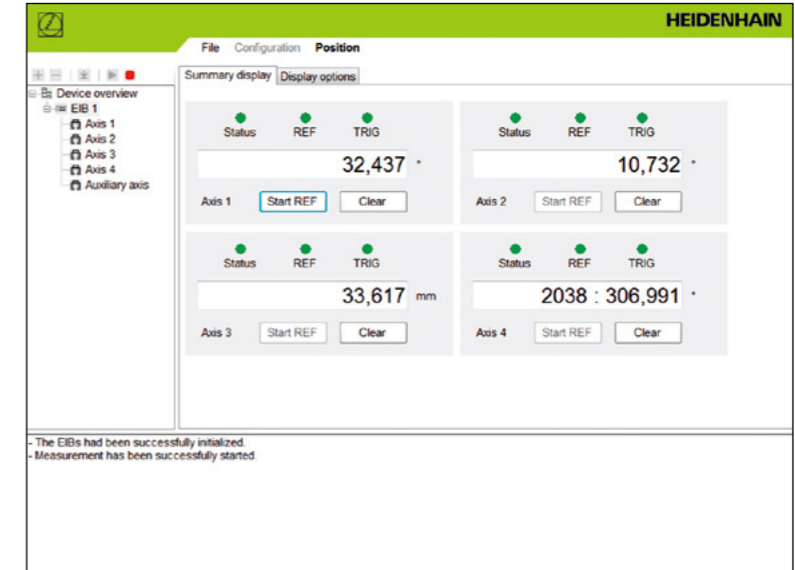 HEIDENHAIN
File Configuration Position
Summary display Display options
Device overview
EIB 1
Axis 1
Axis 2
Axis 3
Axis 4
Auxiliary axis
Status REF TRIG
32,437 °
Axis 1 Start REF Clear
Status REF TRIG
10,732 °
Axis 2 Start REF Clear
Status REF TRIG
33,617 mm
Axis 3 Start REF Clear
Status REF TRIG
2038 : 306,991 °
Axis 4 Start REF Clear
- The EIBs had been successfully initialized.
- Measurement has been successfully started.